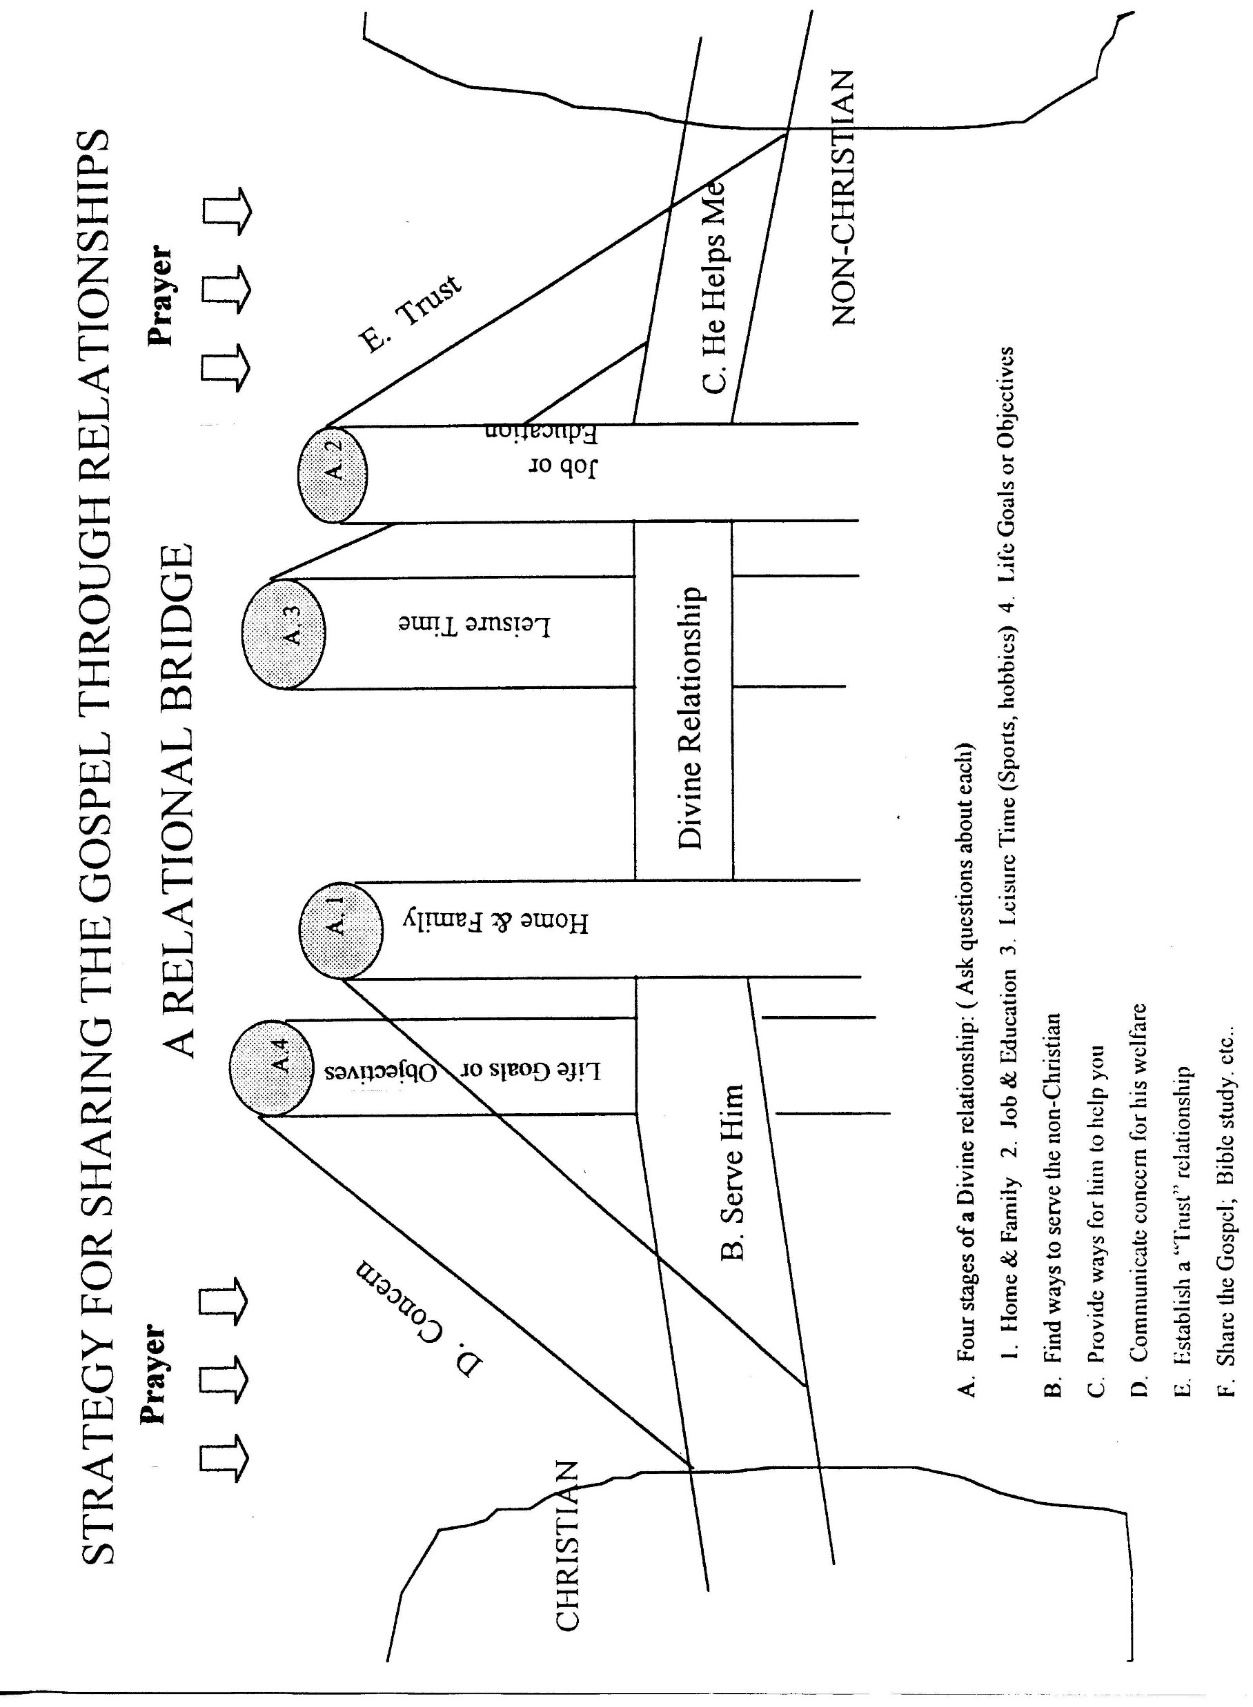 STRATEGY FOR SHARING THE GOSPEL THROUGH RELATIONSHIPS
A RELATIONAL BRIDGE
Prayer
Prayer
D. Concern
E. Trust
A.4
A. 1
A. 3
A. 2
Life Goals or
Objectives
Home & Family
Leisure Time
Job or
Education
CHRISTIAN
B. Serve Him
Divine Relationship
C. He Helps Me
NON-CHRISTIAN
A. Four stages of a Divine relationship: ( Ask questions about each)
1. Home & Family 2. Job & Education 3. Leisure Time (Sports, hobbies) 4. Life Goals or Objectives
B. Find ways to serve the non-Christian
C. Provide ways for him to help you
D. Communicate concern for his welfare
E. Establish a "Trust" relationship
F. Share the Gospel; Bible study. etc..